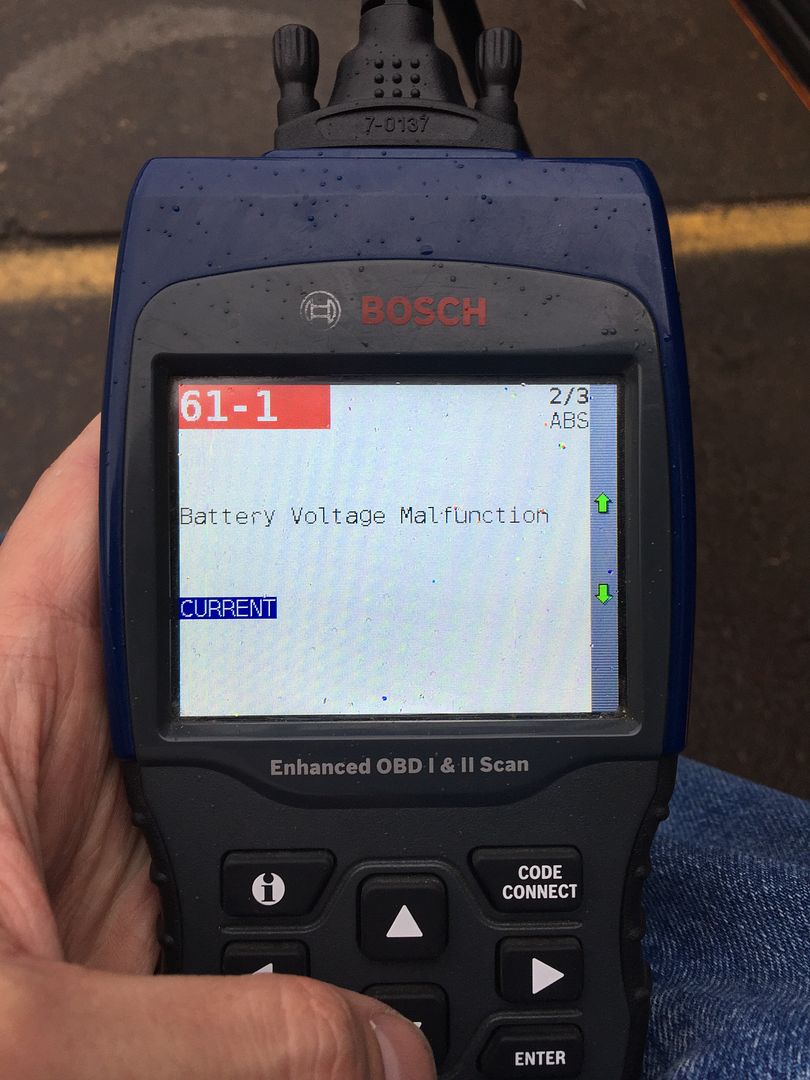 7-0137
BOSCH
61-1
2/3
ABS
Battery Voltage Malfunction
CURRENT
Enhanced OBD I & II Scan
i
CODE
CONNECT
ENTER